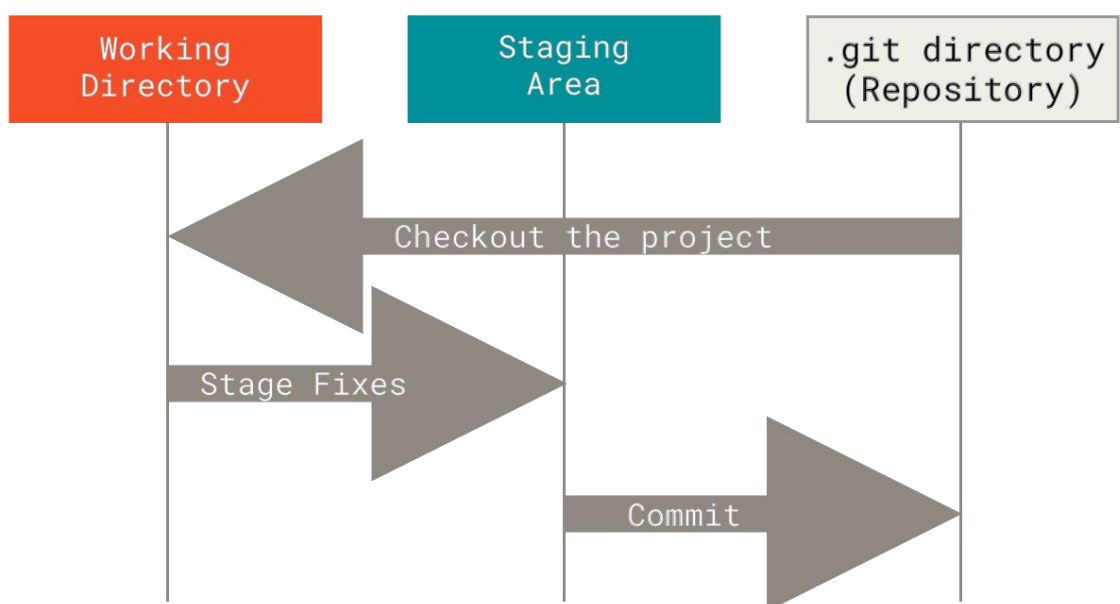 Working
Directory
Staging
Area
.git directory
(Repository)
Checkout the project
Stage Fixes
Commit